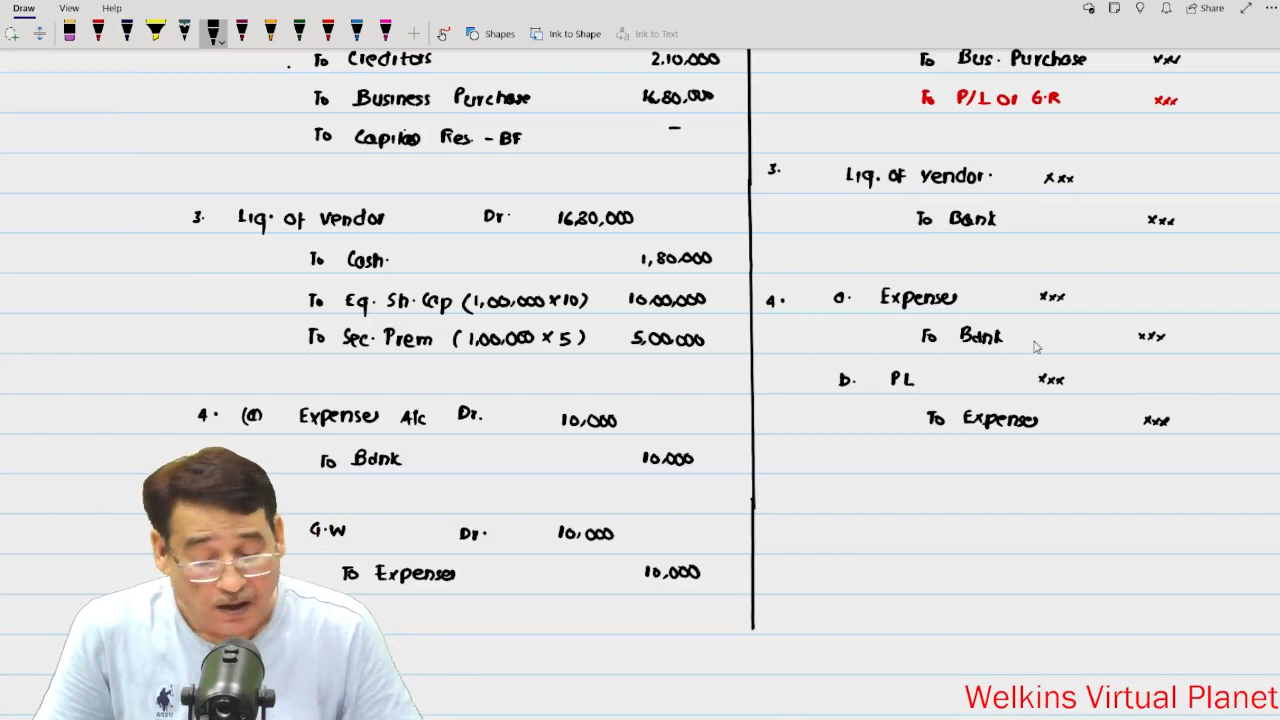 Draw View Help
Share
Shapes Ink to Shape Ink to Text
To Creditors 2,10,000
To Business Purchase 16,80,000
To Capital Res. - BF -
3. Liq. of vendor Dr. 16,80,000
To Cash. 1,80,000
To Eq. Sh. Cap (1,00,000 x 10) 10,00,000
To Sec. Prem (1,00,000 x 5) 5,00,000
4. (a) Expenses A/c Dr. 10,000
To Bank 10,000
G.W Dr. 10,000
To Expenses 10,000
To Bus. Purchase xxx
To P/L or G.R xxx
3. Liq. of vendor. xxx
To Bank xxx
4. a. Expenses xxx
To Bank xxx
b. PL xxx
To Expenses xxx
Welkins Virtual Planet